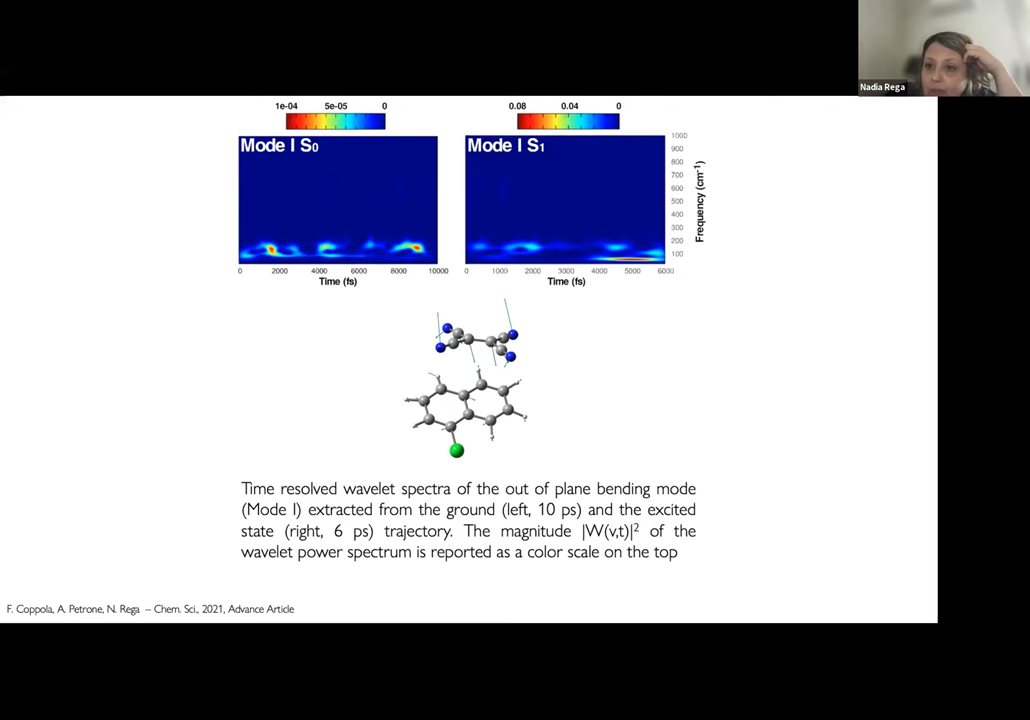 Nadia Rega
1e-04 5e-05 0
0.08 0.04 0
Mode I S0
Mode I S1
1000
900
800
700
600
500
400
300
200
100
Frequency (cm-1)
0 2000 4000 6000 8000 10000
0 1000 2000 3000 4000 5000 6000
Time (fs)
Time (fs)
Time resolved wavelet spectra of the out of plane bending mode
(Mode I) extracted from the ground (left, 10 ps) and the excited
state (right, 6 ps) trajectory. The magnitude |W(ν,t)|² of the
wavelet power spectrum is reported as a color scale on the top
F. Coppola, A. Petrone, N. Rega – Chem. Sci., 2021, Advance Article